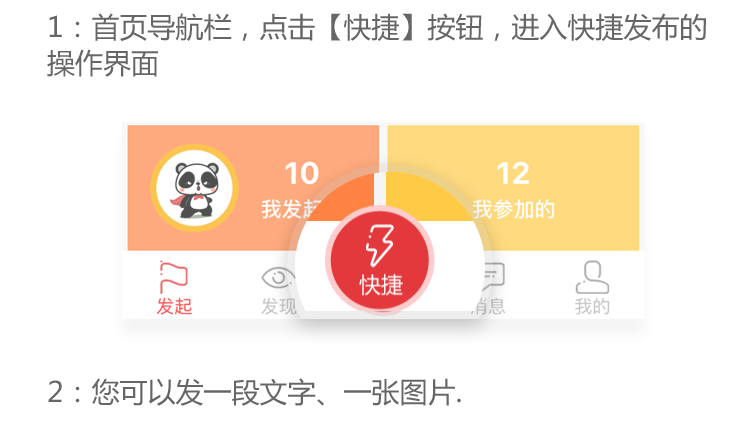 1：首页导航栏，点击【快捷】按钮，进入快捷发布的
操作界面
10
12
我发起
我参加的
快捷
发起
发现
消息
我的
2：您可以发一段文字、一张图片.